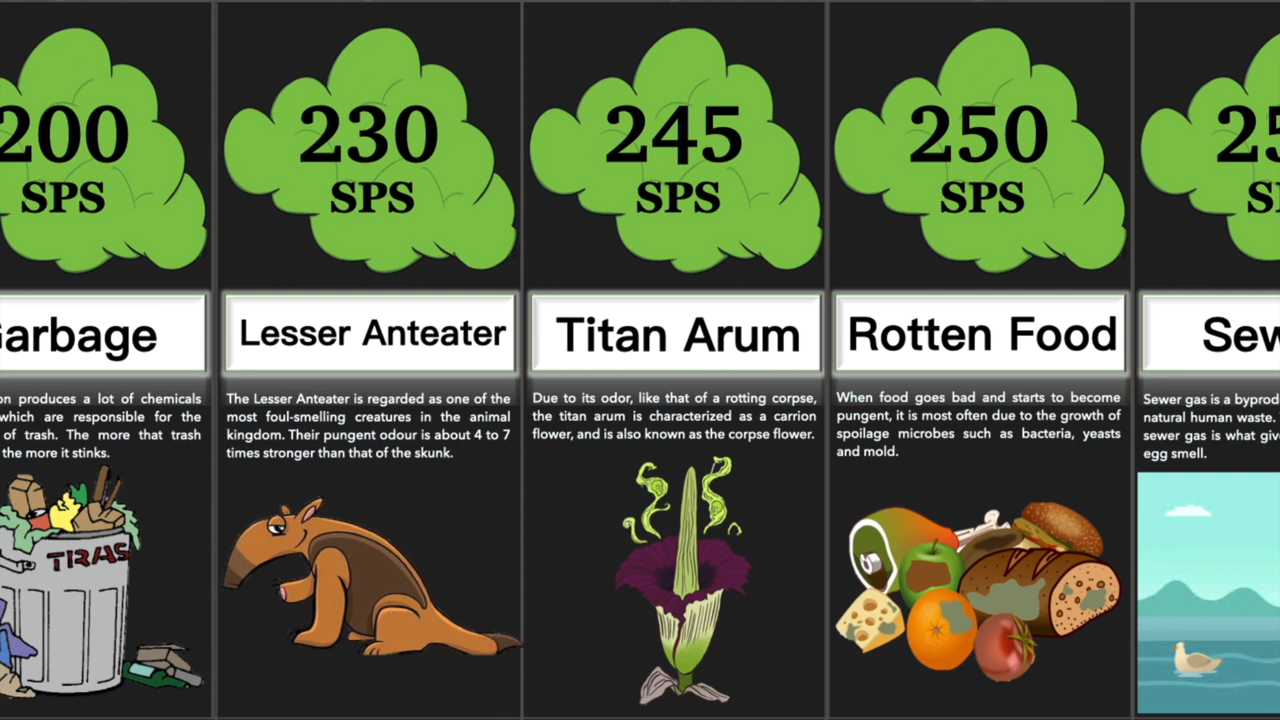 200
SPS
arbage
on produces a lot of chemicals
which are responsible for the
of trash. The more that trash
the more it stinks.
TRAS
230
SPS
Lesser Anteater
The Lesser Anteater is regarded as one of the
most foul-smelling creatures in the animal
kingdom. Their pungent odour is about 4 to 7
times stronger than that of the skunk.
245
SPS
Titan Arum
Due to its odor, like that of a rotting corpse,
the titan arum is characterized as a carrion
flower, and is also known as the corpse flower.
250
SPS
Rotten Food
When food goes bad and starts to become
pungent, it is most often due to the growth of
spoilage microbes such as bacteria, yeasts
and mold.
25
S
Sew
Sewer gas is a byprod
natural human waste.
sewer gas is what giv
egg smell.